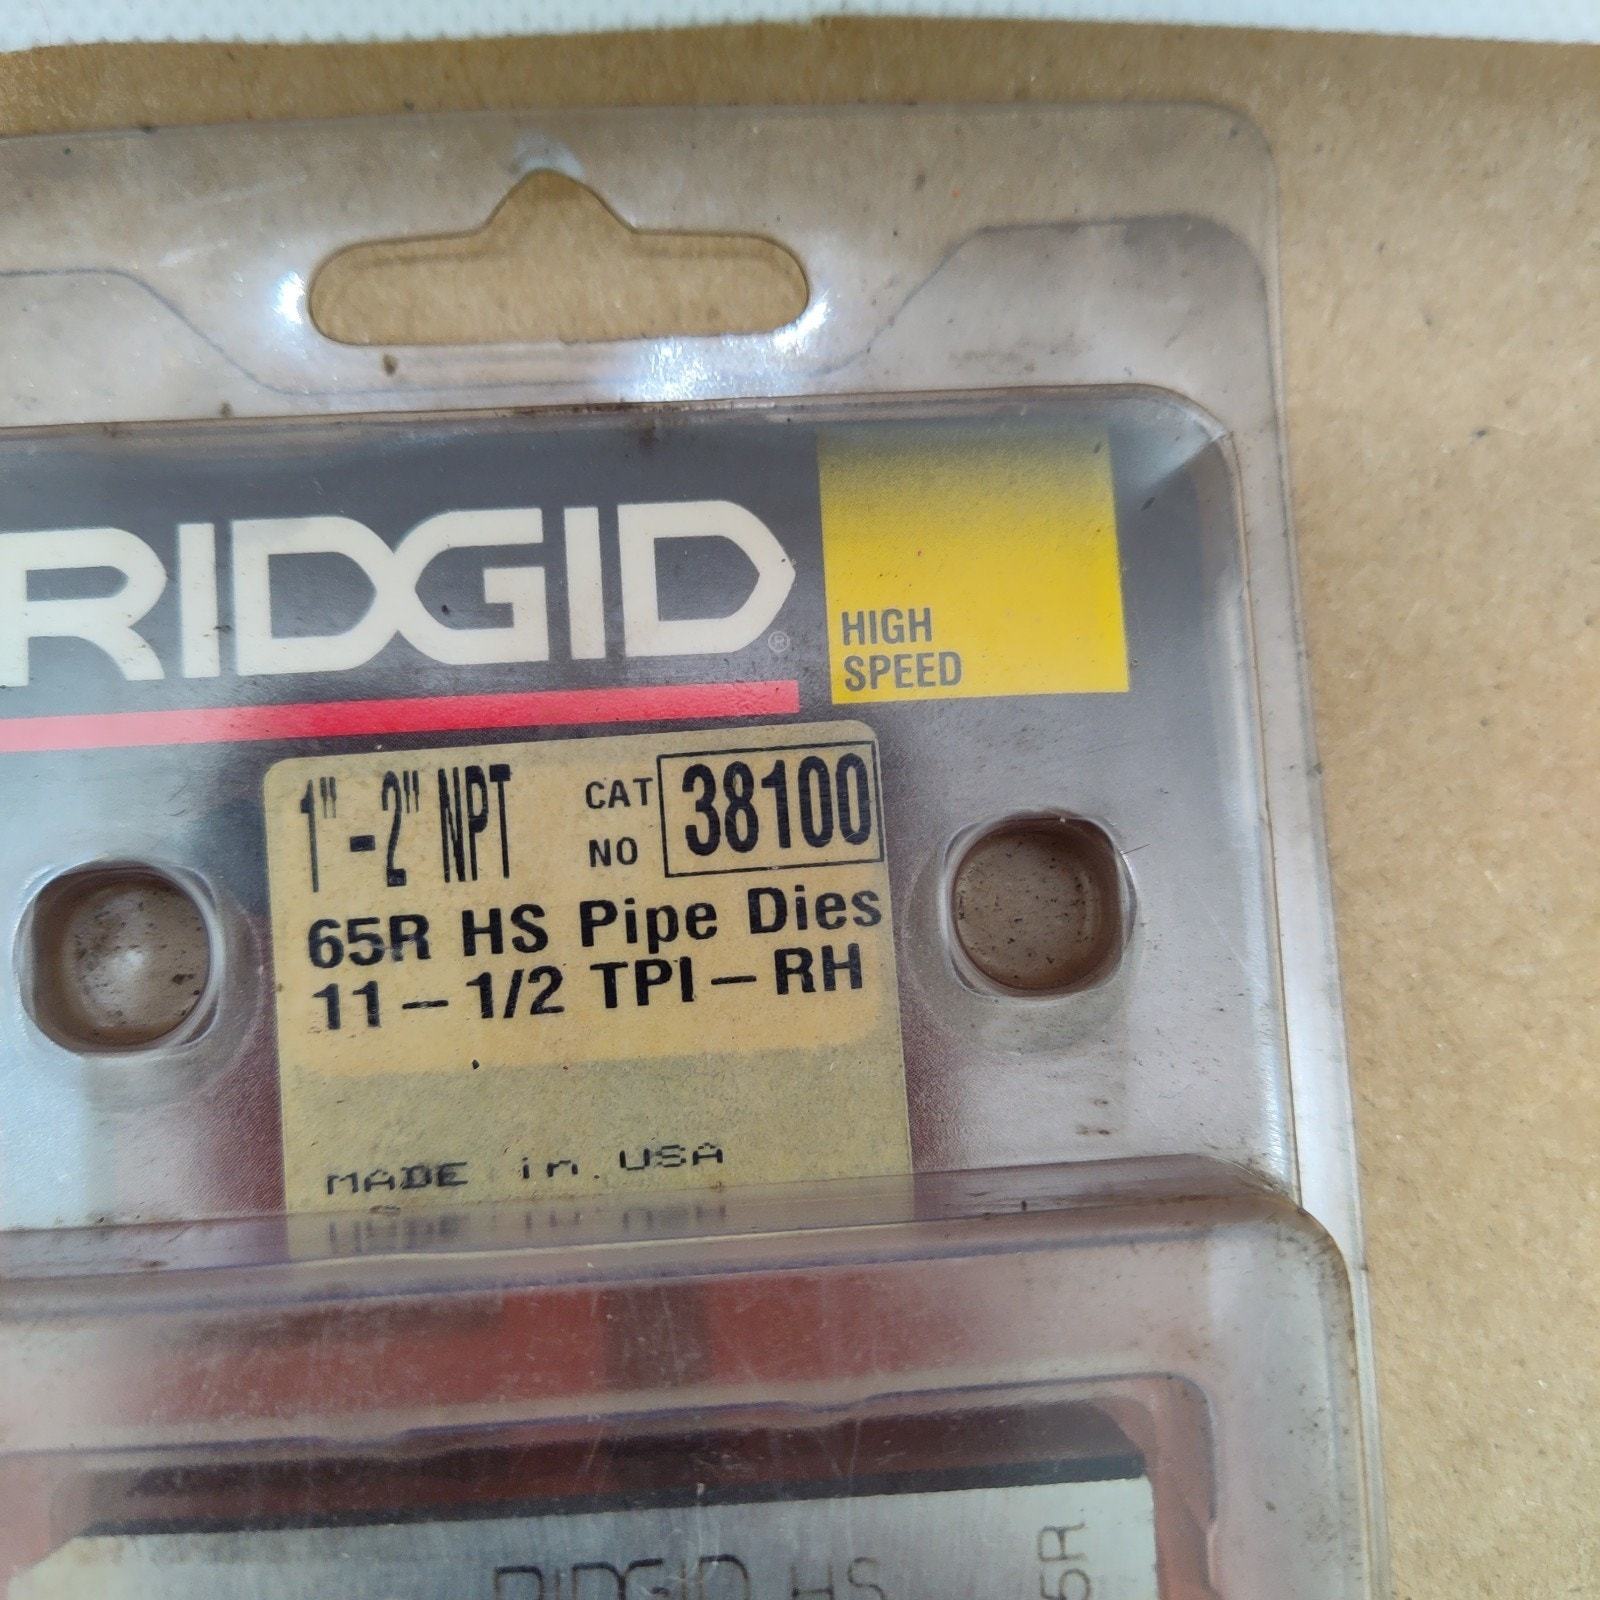 RIDGID®
HIGH
SPEED
1"-2" NPT
CAT
NO
38100
65R HS Pipe Dies
11-1/2 TPI-RH
MADE in USA
RIDGID HS
5R